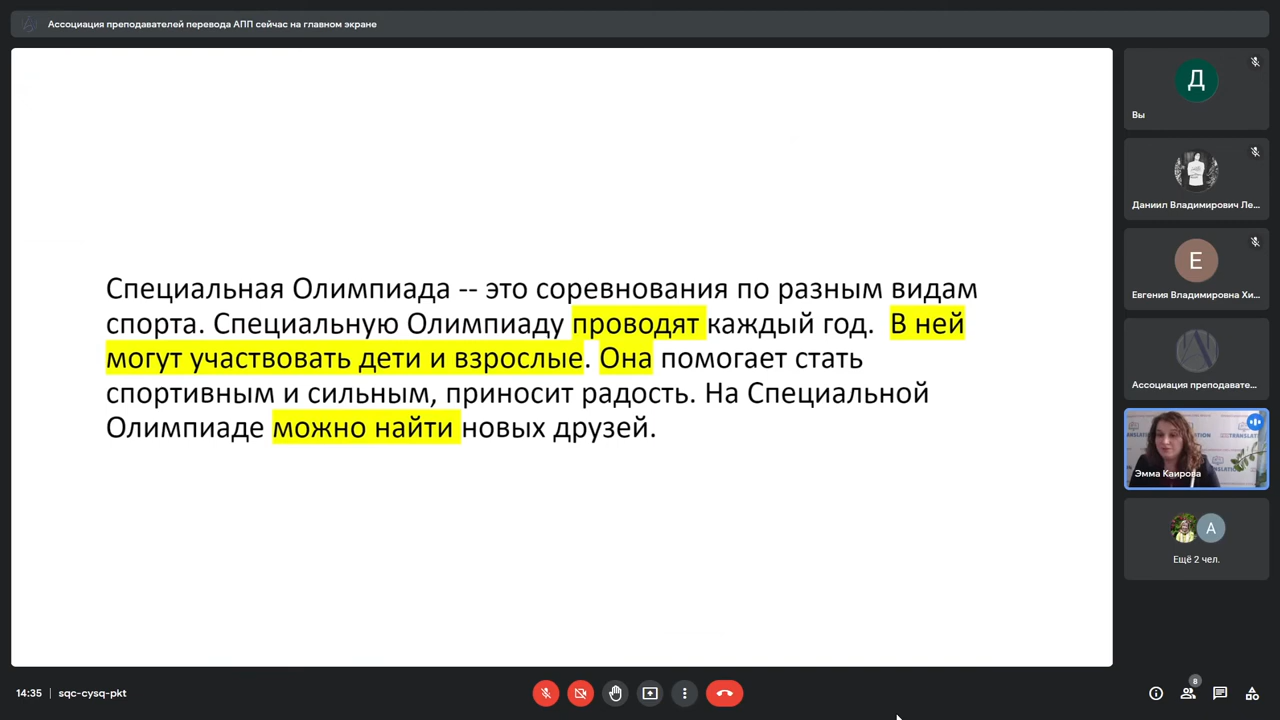 Ассоциация преподавателей перевода АПП сейчас на главном экране
Специальная Олимпиада -- это соревнования по разным видам
спорта. Специальную Олимпиаду проводят каждый год. В ней
могут участвовать дети и взрослые. Она помогает стать
спортивным и сильным, приносит радость. На Специальной
Олимпиаде можно найти новых друзей.
Д
Вы
Даниил Владимирович Ле...
Е
Евгения Владимировна Хи...
Ассоциация преподавате...
TRANSLATION
Эмма Каирова
А
Ещё 2 чел.
14:35 | sqc-cysq-pkt
8